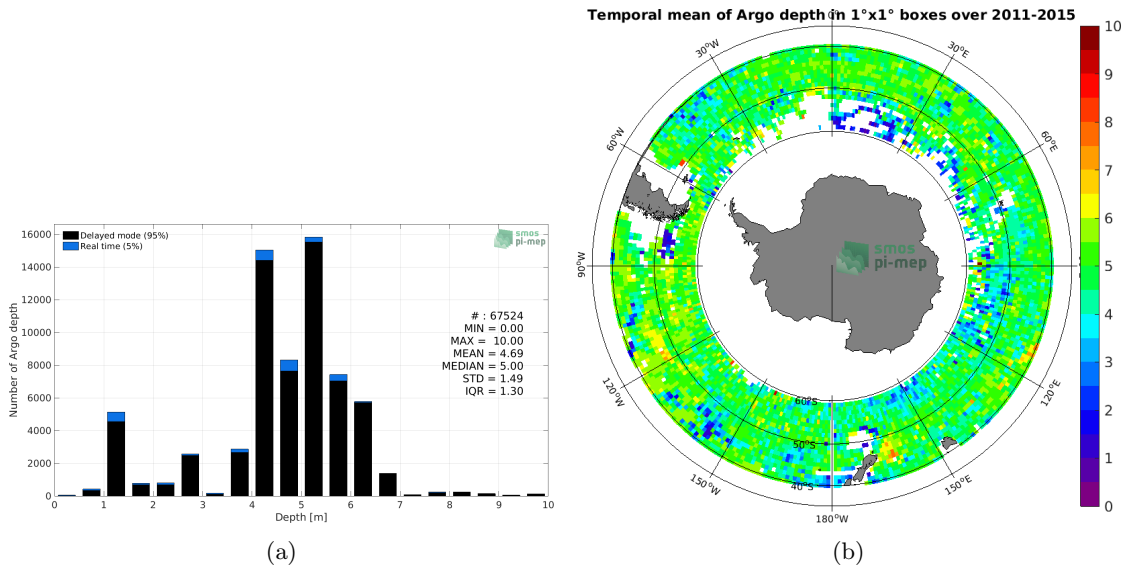 Delayed mode (95%)
Real time (5%)
smos
pi-mep
# : 67524
MIN = 0.00
MAX = 10.00
MEAN = 4.69
MEDIAN = 5.00
STD = 1.49
IQR = 1.30
Number of Argo depth
16000
14000
12000
10000
8000
6000
4000
2000
0
0 1 2 3 4 5 6 7 8 9 10
Depth [m]
(a)
Temporal mean of Argo depth in 1°x1° boxes over 2011-2015
0°
30°W
30°E
60°W
60°E
90°W
120°W
120°E
150°W
150°E
180°W
60°S
50°S
40°S
smos
pi-mep
10
9
8
7
6
5
4
3
2
1
0
(b)